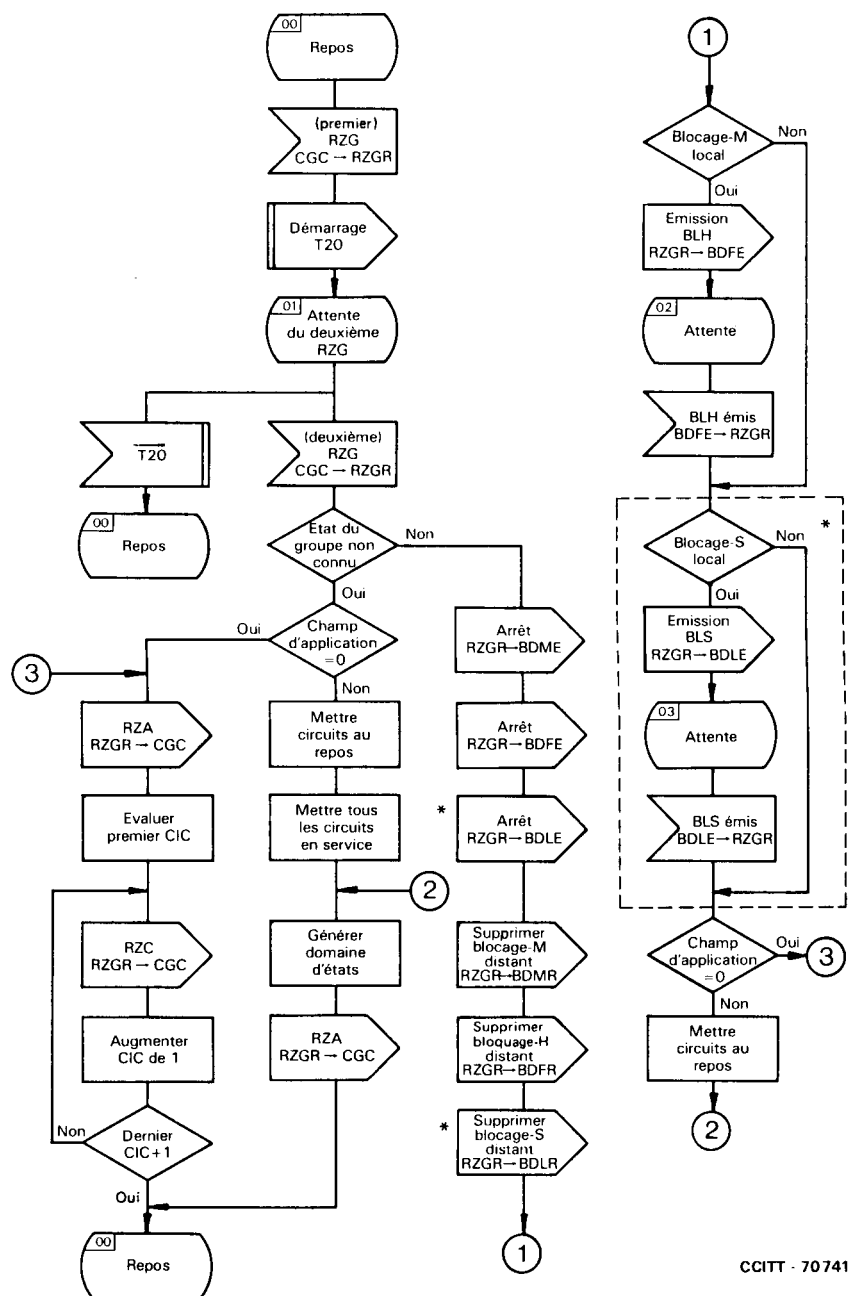 00
Repos
(premier)
RZG
CGC → RZGR
Démarrage
T20
01
Attente
du deuxième
RZG
T20
00
Repos
(deuxième)
RZG
CGC → RZGR
Etat du
groupe non
connu
Non
Oui
Oui
Champ
d'application
=0
Non
3
RZA
RZGR → CGC
Evaluer
premier CIC
RZC
RZGR → CGC
Augmenter
CIC de 1
Non
Dernier
CIC+1
Oui
00
Repos
Mettre
circuits au
repos
Mettre tous
les circuits
en service
2
Générer
domaine
d'états
RZA
RZGR → CGC
Arrêt
RZGR → BDME
Arrêt
RZGR → BDFE
*
Arrêt
RZGR → BDLE
Supprimer
blocage-M
distant
RZGR → BDMR
Supprimer
bloquage-H
distant
RZGR → BDFR
*
Supprimer
blocage-S
distant
RZGR → BDLR
1
1
Blocage-M
local
Non
Oui
Emission
BLH
RZGR → BDFE
02
Attente
BLH émis
BDFE → RZGR
*
Blocage-S
local
Non
Oui
Emission
BLS
RZGR → BDLE
03
Attente
BLS émis
BDLE → RZGR
Champ
d'application
=0
Oui
3
Non
Mettre
circuits au
repos
2
CCITT - 70741